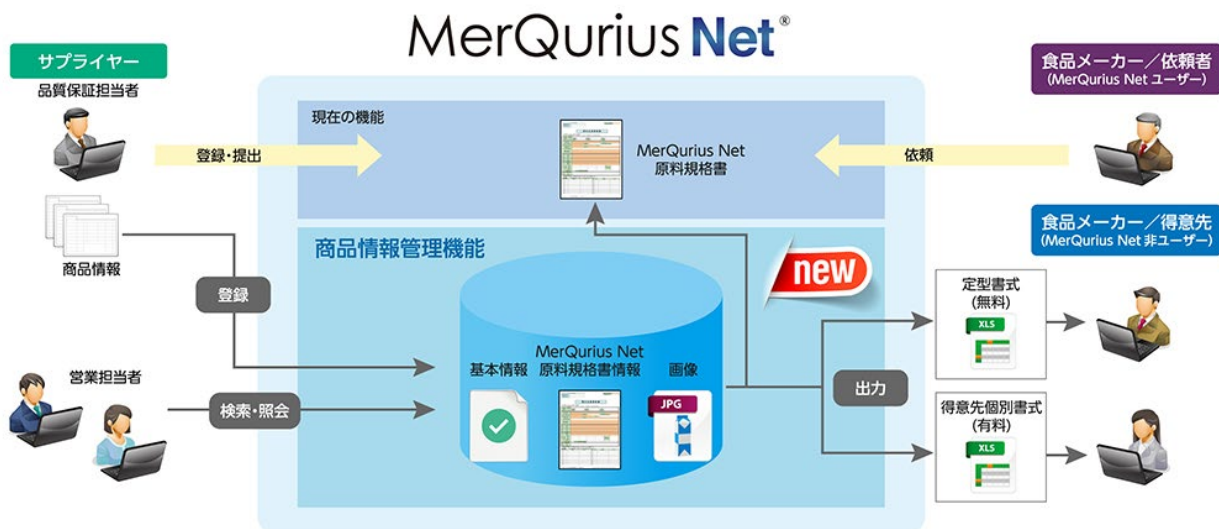 MerQurius Net®
サプライヤー
品質保証担当者
食品メーカー/依頼者
(MerQurius Net ユーザー)
現在の機能
登録・提出
MerQurius Net
原料規格書
依頼
商品情報
食品メーカー/得意先
(MerQurius Net 非ユーザー)
商品情報管理機能
new
登録
定型書式
(無料)
XLS
営業担当者
検索・照会
基本情報
MerQurius Net
原料規格書情報
画像
JPG
出力
得意先個別書式
(有料)
XLS